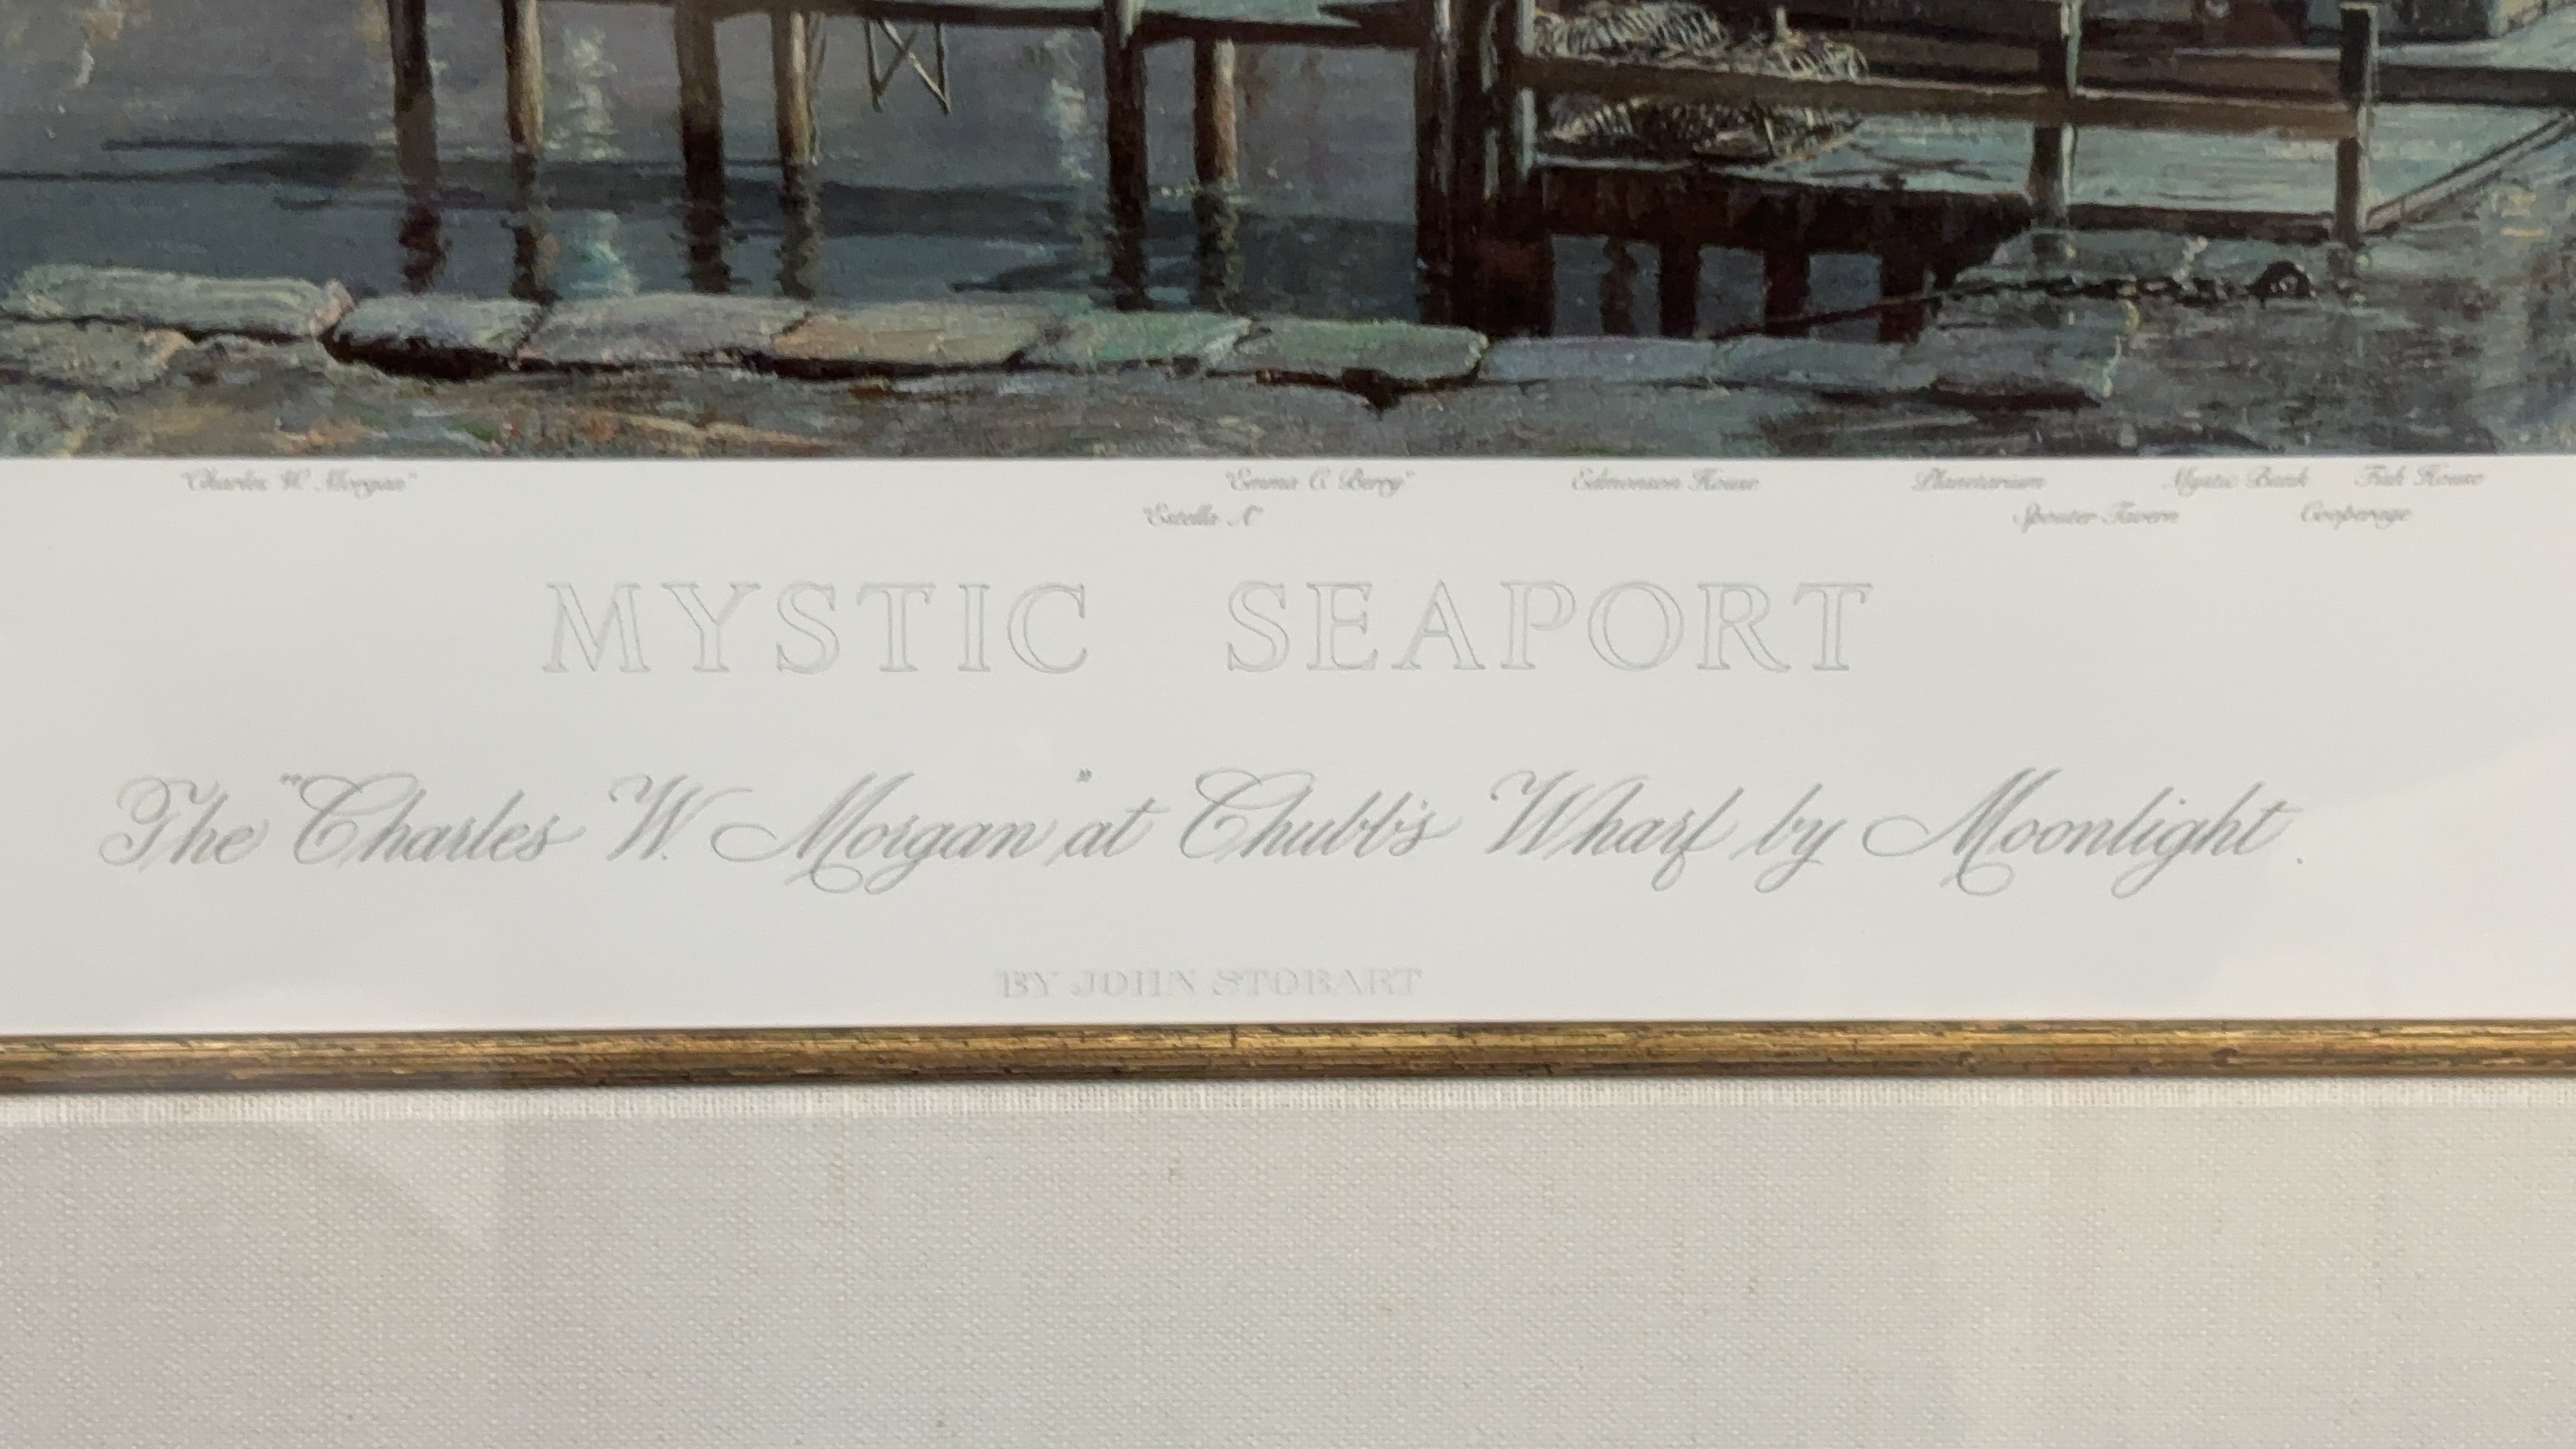 "Charles W. Morgan" "Emma C. Berry" Edmonson House Planetarium Mystic Bank Fish House
"Estella A" Spouter Tavern Cooperage
MYSTIC SEAPORT
The "Charles W. Morgan" at Chubb's Wharf by Moonlight.
BY JOHN STOBART